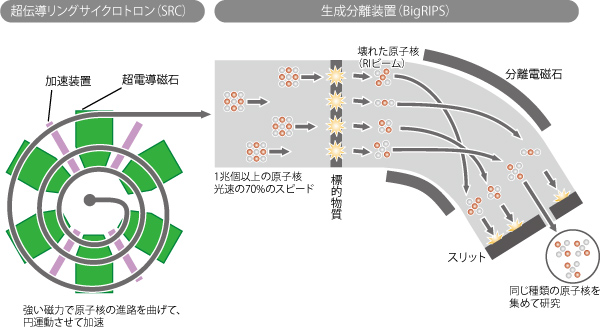 超伝導リングサイクロトロン(SRC)
生成分離装置(BigRIPS)
加速装置
超電導磁石
強い磁力で原子核の進路を曲げて、
円運動させて加速
1兆個以上の原子核
光速の70%のスピード
標的物質
壊れた原子核
(RIビーム)
分離電磁石
スリット
同じ種類の原子核を
集めて研究